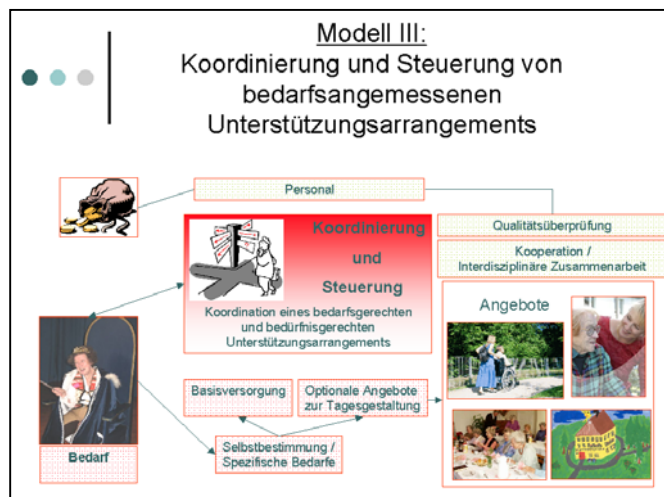 Modell III:
Koordinierung und Steuerung von
bedarfsangemessenen
Unterstützungsarrangements
Personal
Qualitätsüberprüfung
Kooperation /
Interdisziplinäre Zusammenarbeit
Koordinierung
und
Steuerung
Koordination eines bedarfsgerechten
und bedürfnisgerechten
Unterstützungsarrangements
Angebote
Basisversorgung
Optionale Angebote
zur Tagesgestaltung
Selbstbestimmung /
Spezifische Bedarfe
Bedarf